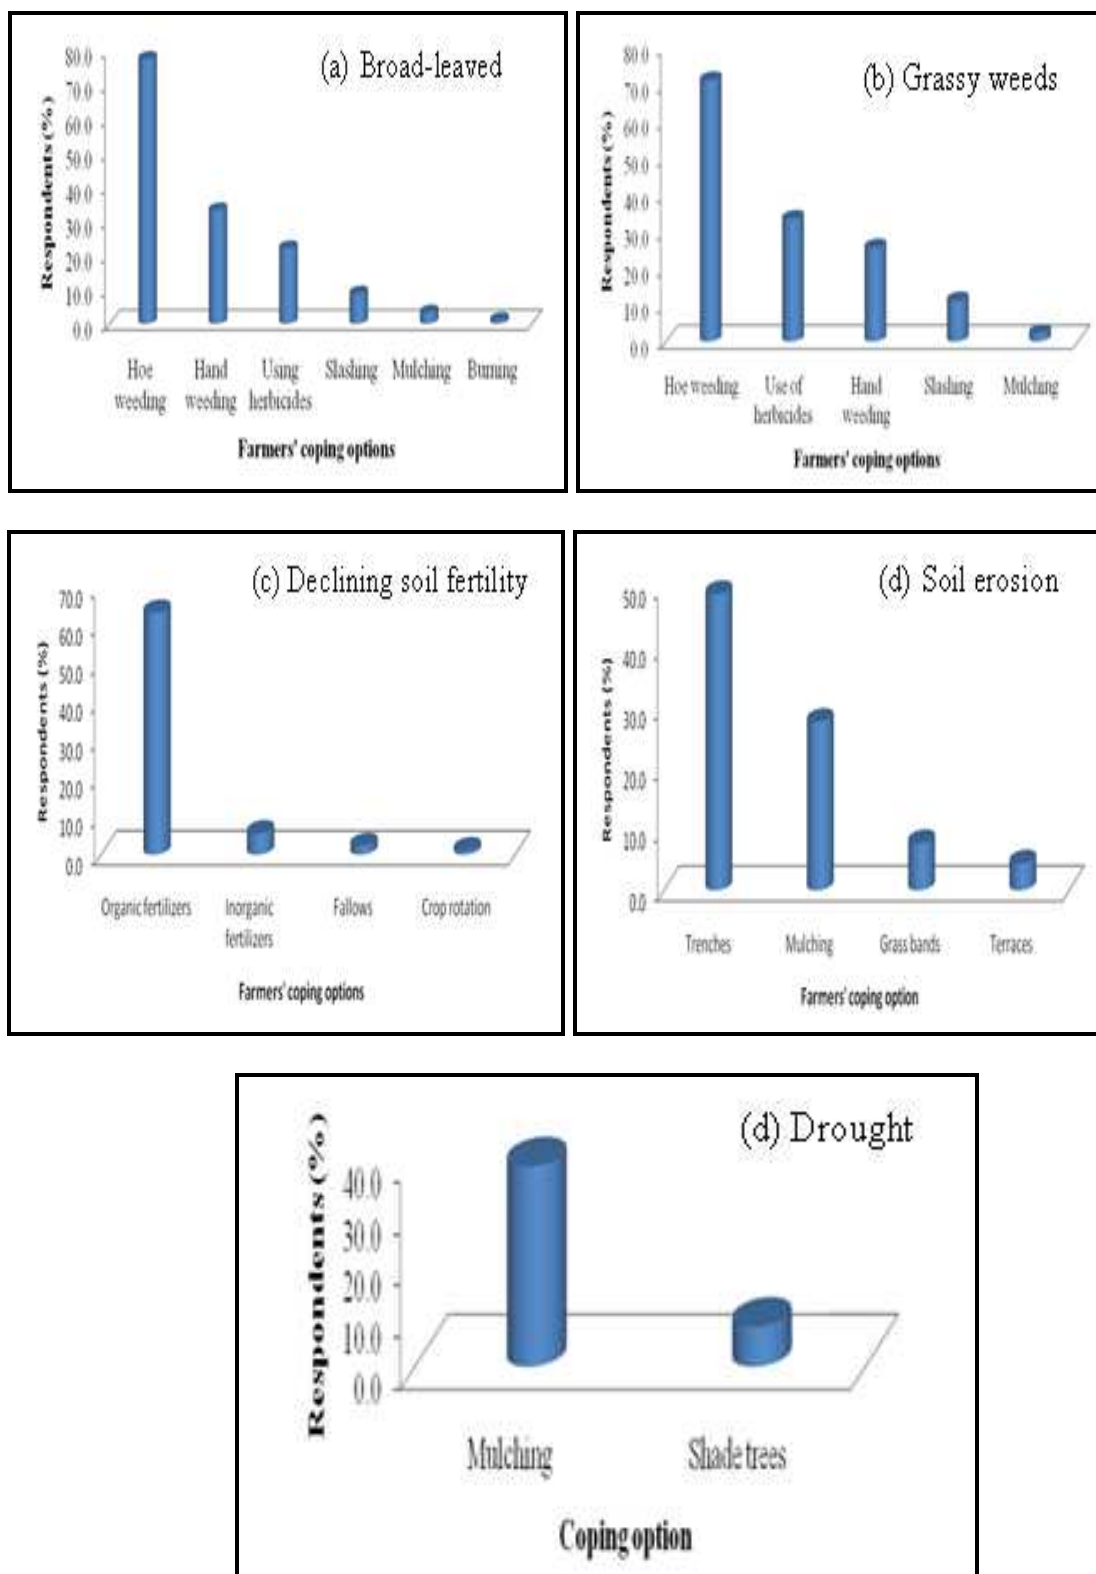 (a) Broad-leaved
Respondents (%)
80.0
70.0
60.0
50.0
40.0
30.0
20.0
10.0
0.0
Hoe weeding
Hand weeding
Using herbicides
Slashing
Mulching
Burning
Farmers' coping options
(b) Grassy weeds
Respondents (%)
80.0
70.0
60.0
50.0
40.0
30.0
20.0
10.0
0.0
Hoe weeding
Use of herbicides
Hand weeding
Slashing
Mulching
Farmers' coping options
(c) Declining soil fertility
Respondents (%)
70.0
60.0
50.0
40.0
30.0
20.0
10.0
0.0
Organic fertilizers
Inorganic fertilizers
Fallows
Crop rotation
Farmers' coping options
(d) Soil erosion
Respondents (%)
50.0
40.0
30.0
20.0
10.0
0.0
Trenches
Mulching
Grass bands
Terraces
Farmers' coping option
(d) Drought
Respondents (%)
40.0
30.0
20.0
10.0
0.0
Mulching
Shade trees
Coping option